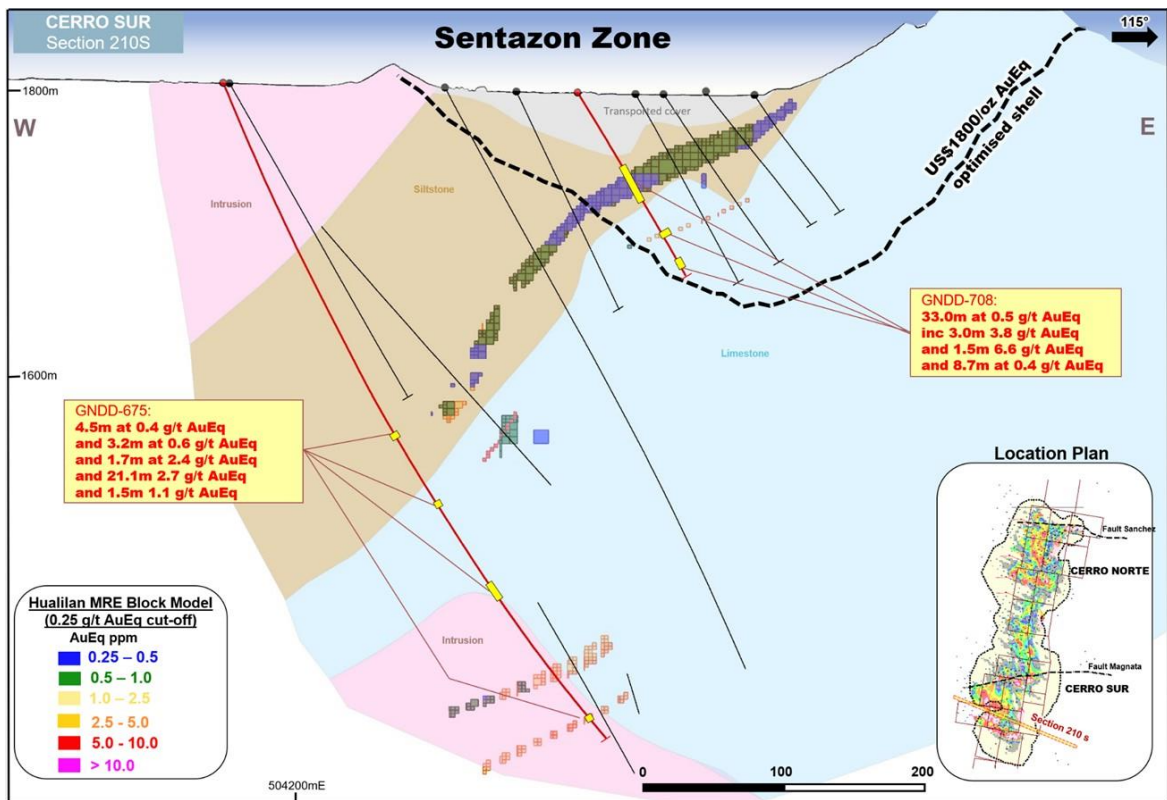 CERRO SUR
Section 210S
Sentazon Zone
115°
1800m
W
E
Transported cover
US$1800/oz AuEq
optimised shell
Siltstone
Intrusion
GNDD-708:
33.0m at 0.5 g/t AuEq
inc 3.0m 3.8 g/t AuEq
and 1.5m 6.6 g/t AuEq
and 8.7m at 0.4 g/t AuEq
Limestone
1600m
GNDD-675:
4.5m at 0.4 g/t AuEq
and 3.2m at 0.6 g/t AuEq
and 1.7m at 2.4 g/t AuEq
and 21.1m 2.7 g/t AuEq
and 1.5m 1.1 g/t AuEq
Location Plan
Fault Sanchez
CERRO NORTE
Fault Magnata
CERRO SUR
Section 210 s
Hualilan MRE Block Model
(0.25 g/t AuEq cut-off)
AuEq ppm
0.25 – 0.5
0.5 – 1.0
1.0 – 2.5
2.5 - 5.0
5.0 - 10.0
> 10.0
Intrusion
504200mE
0 100 200